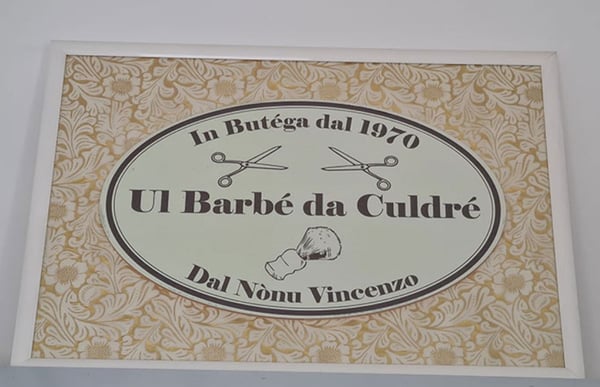 In Butéga dal 1970
Ul Barbé da Culdré
Dal Nònu Vincenzo